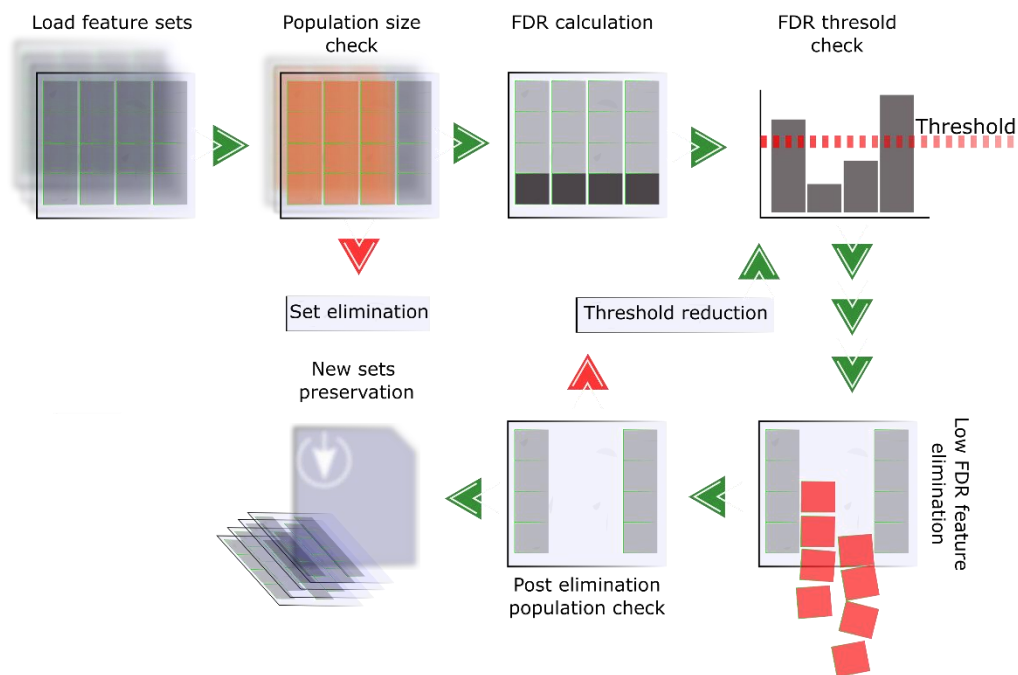 Load feature sets
Population size
check
FDR calculation
FDR thresold
check
Threshold
Set elimination
Threshold reduction
New sets
preservation
Low FDR feature
elimination
Post elimination
population check